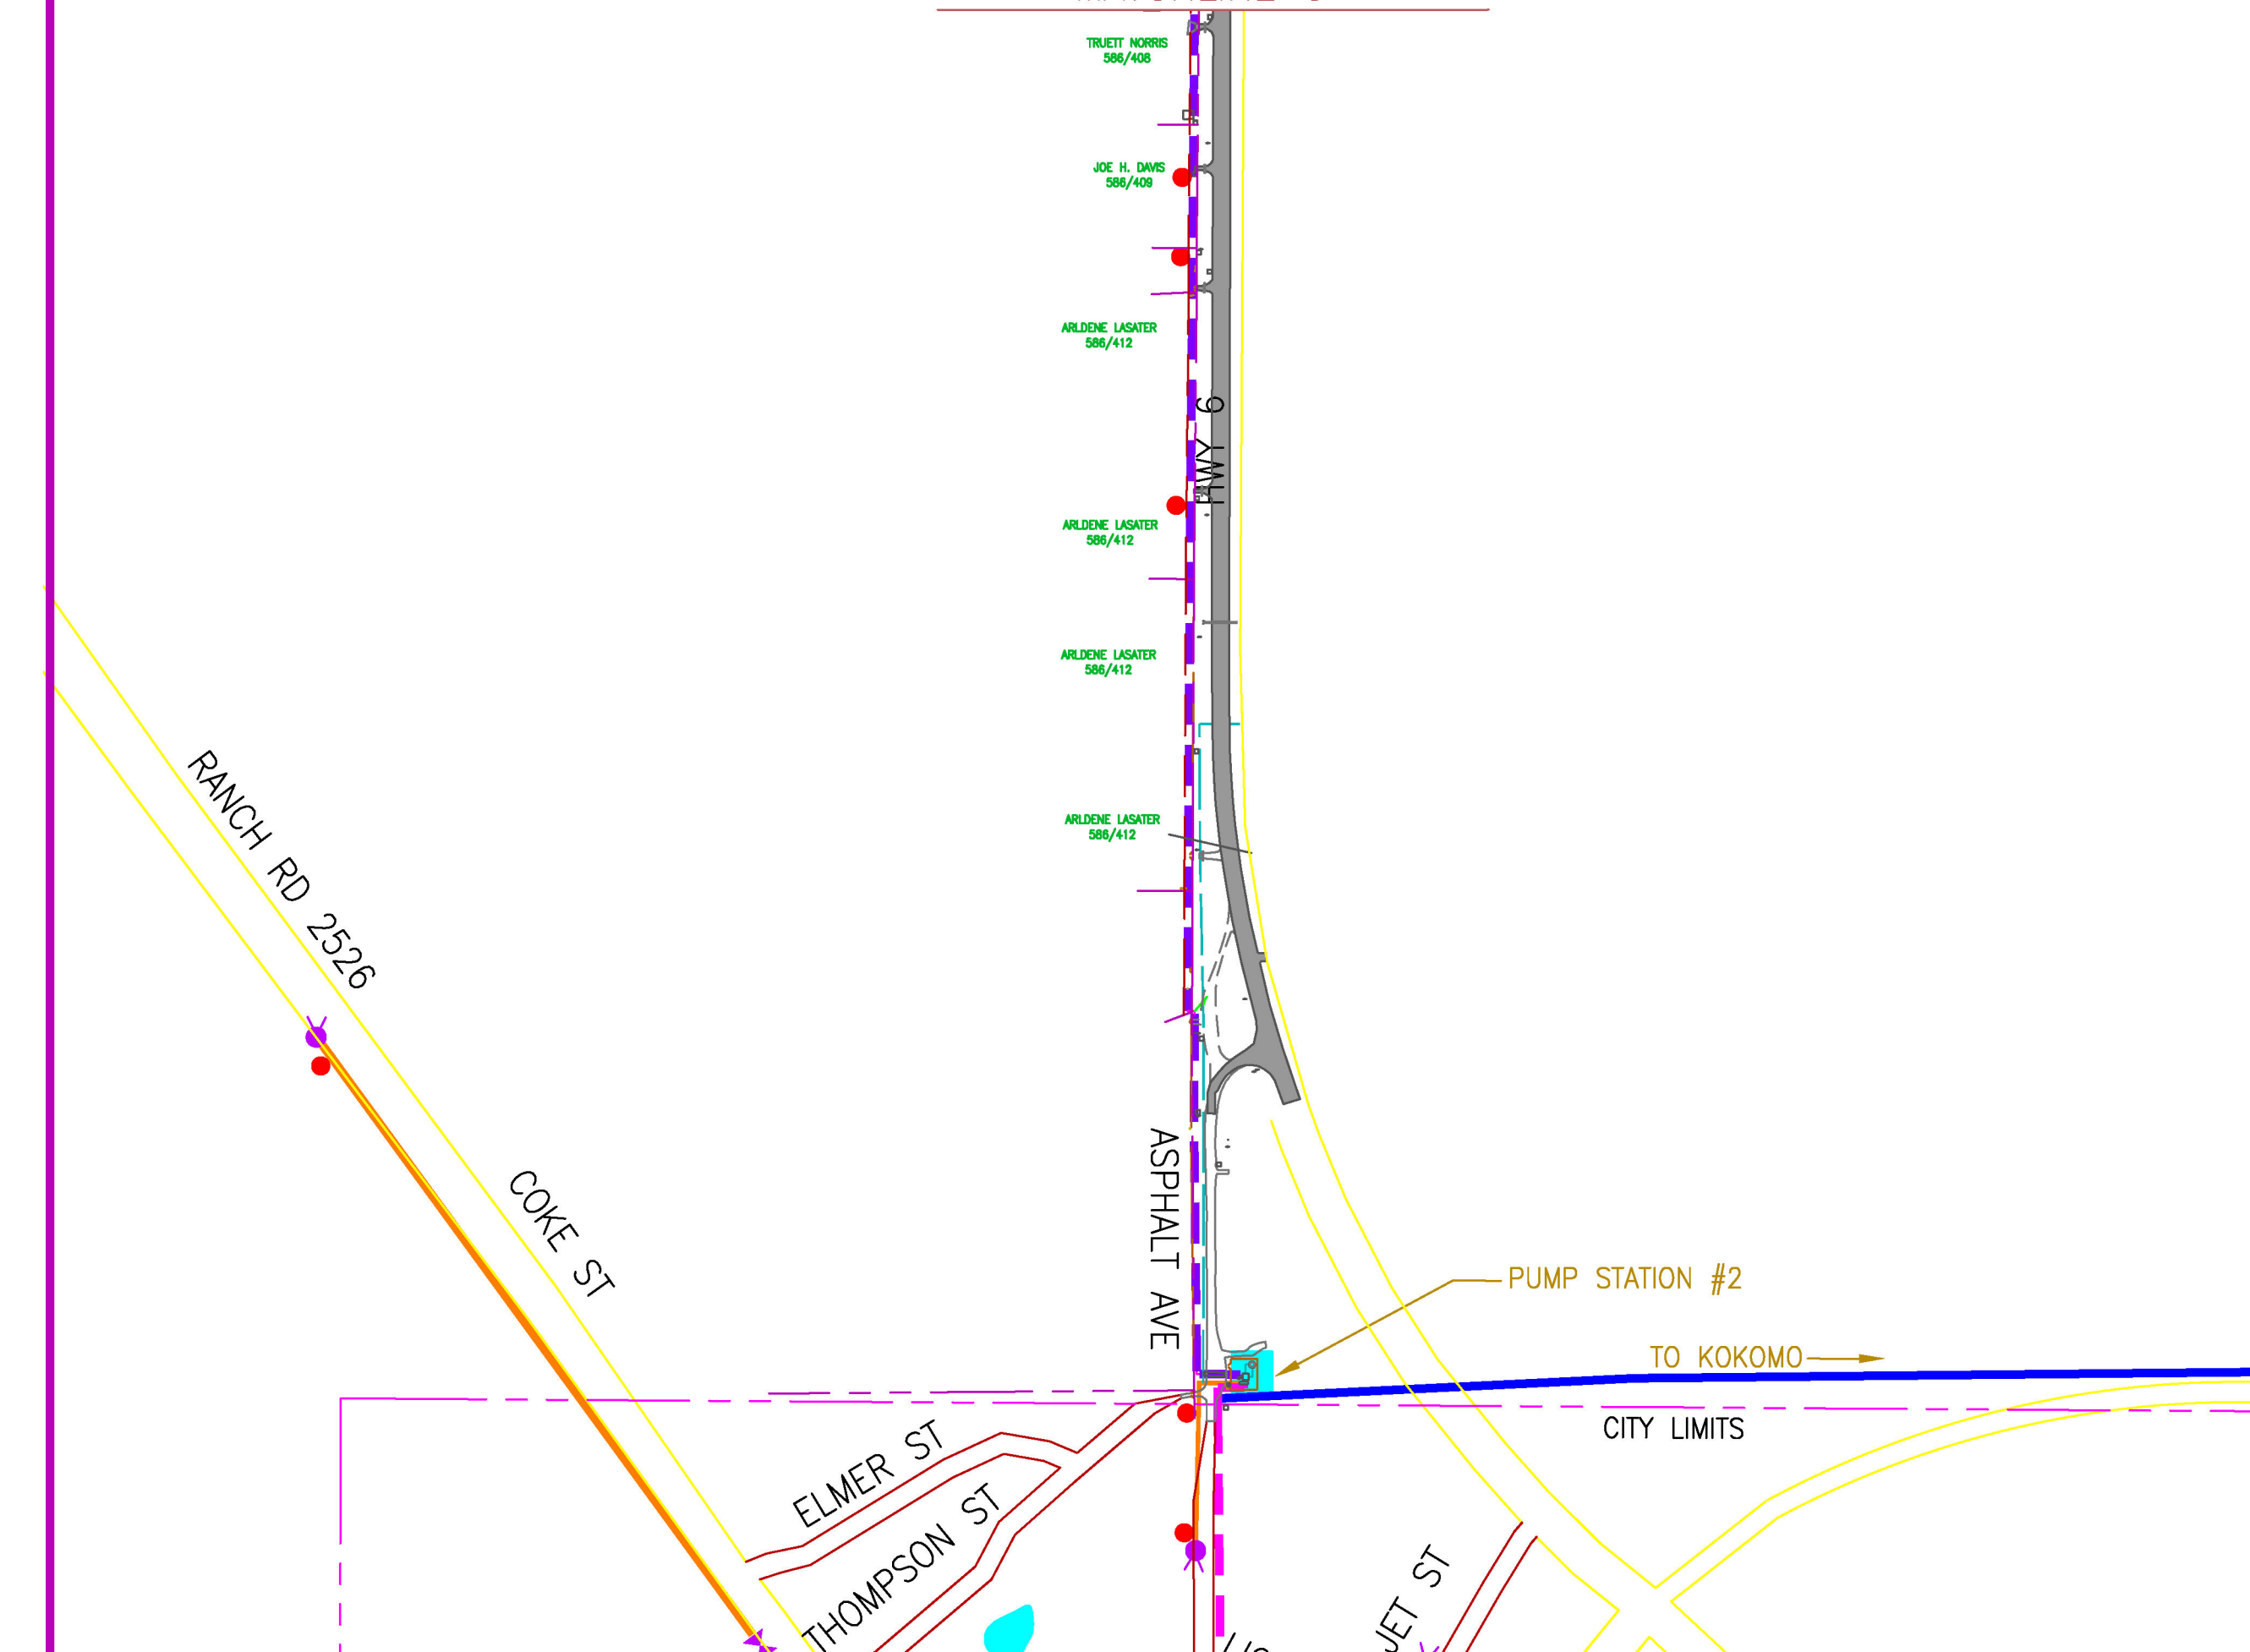 TRUETT NORRIS
586/408
JOE H. DAVIS
586/409
ARLDENE LASATER
586/412
HWY 6
ARLDENE LASATER
586/412
ARLDENE LASATER
586/412
RANCH RD 2526
ARLDENE LASATER
586/412
COKE ST
ASPHALT AVE
PUMP STATION #2
TO KOKOMO
CITY LIMITS
ELMER ST
THOMPSON ST
JET ST